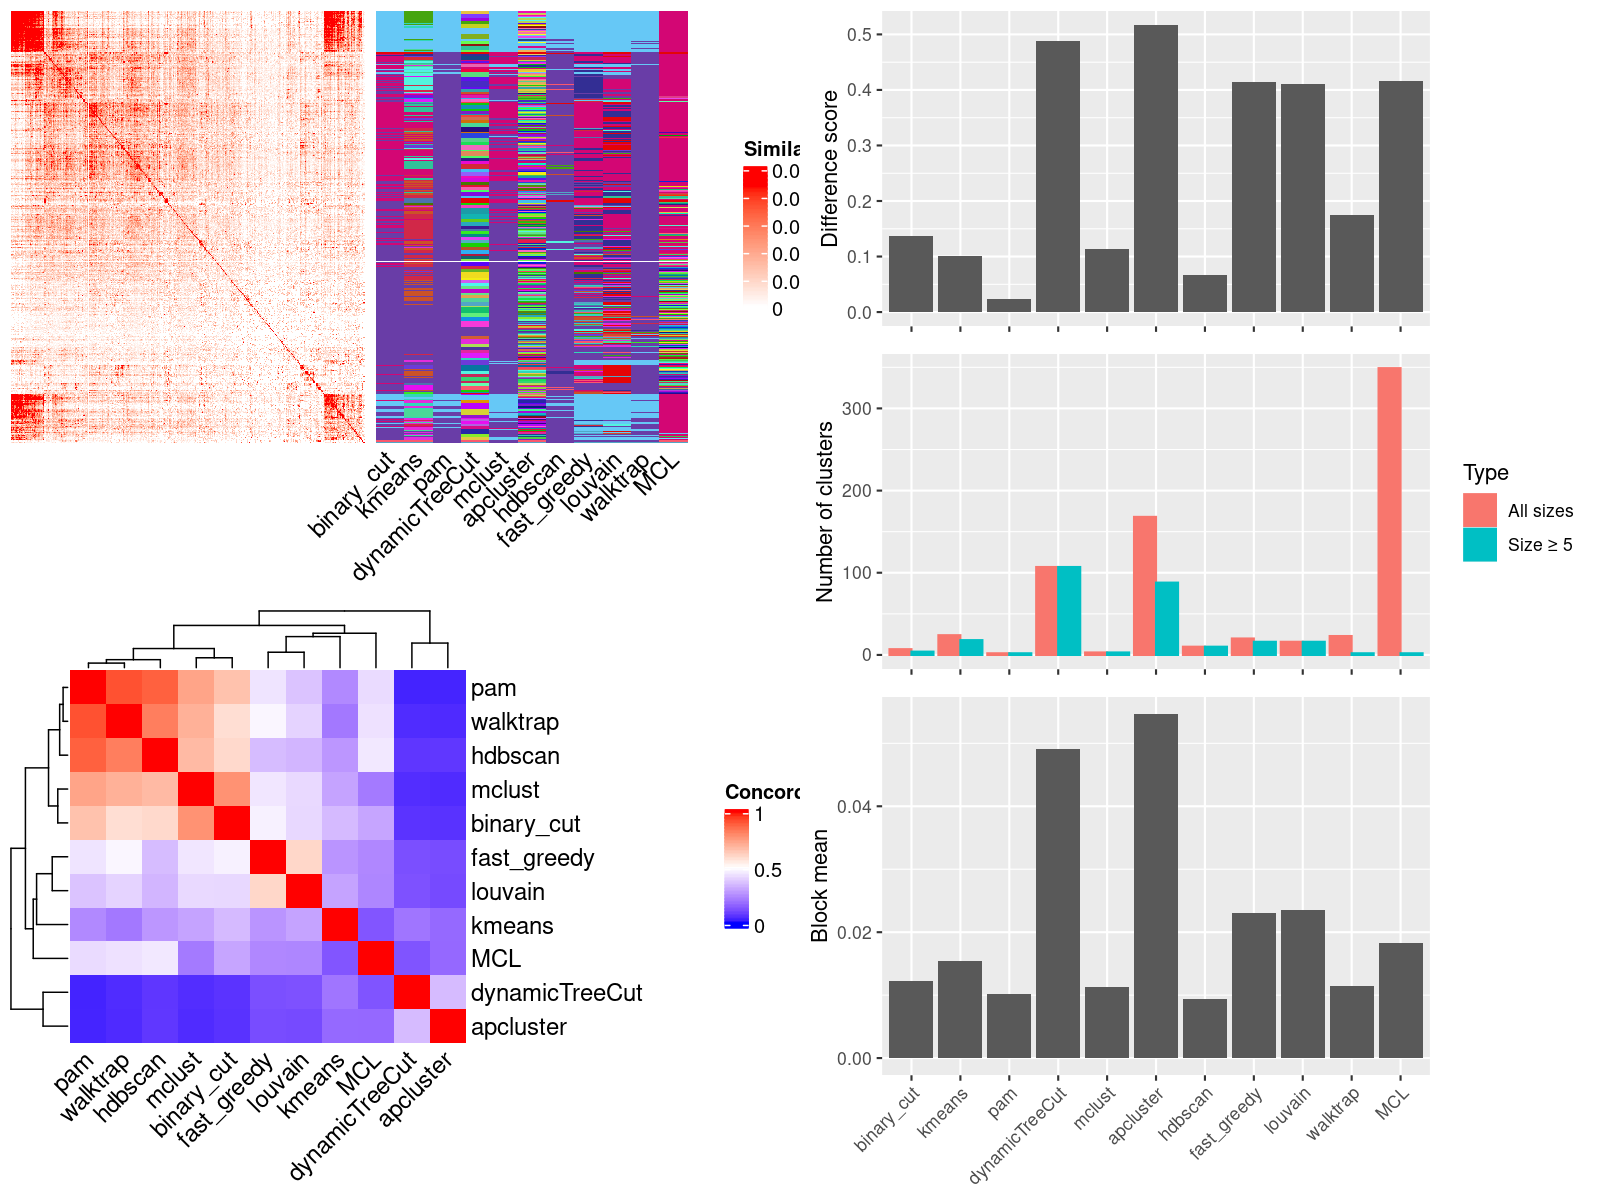 Simila
0.0
0.0
0.0
0.0
0.0
0
binary_cut
kmeans
pam
dynamicTreeCut
mclust
apcluster
hdbscan
fast_greedy
louvain
walktrap
MCL
pam
walktrap
hdbscan
mclust
binary_cut
fast_greedy
louvain
kmeans
MCL
dynamicTreeCut
apcluster
pam
walktrap
hdbscan
mclust
binary_cut
fast_greedy
louvain
kmeans
MCL
dynamicTreeCut
apcluster
Concord
1
0.5
0
Difference score
0.5
0.4
0.3
0.2
0.1
0.0
Number of clusters
300
200
100
0
Type
All sizes
Size ≥ 5
Block mean
0.04
0.02
0.00
binary_cut
kmeans
pam
dynamicTreeCut
mclust
apcluster
hdbscan
fast_greedy
louvain
walktrap
MCL